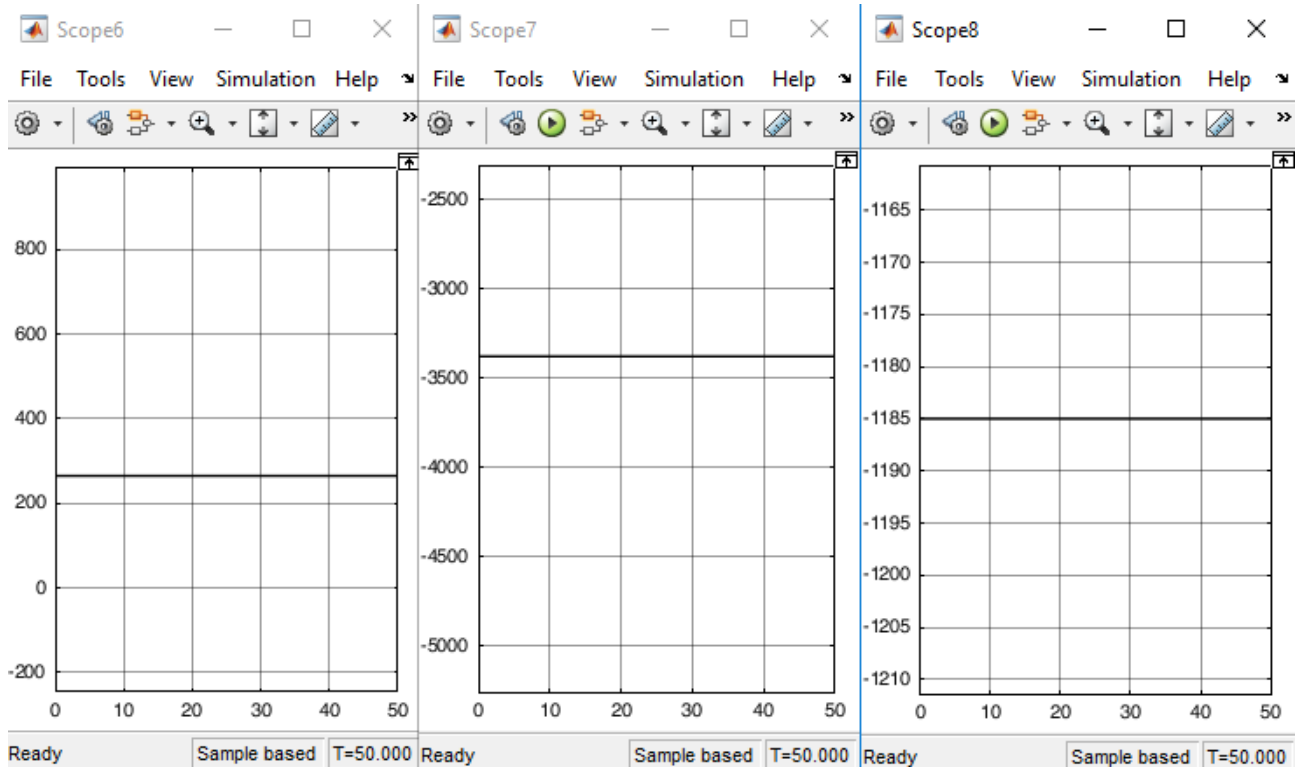 Scope6
File Tools View Simulation Help
800
600
400
200
0
-200
0 10 20 30 40 50
Ready Sample based T=50.000
Scope7
File Tools View Simulation Help
-2500
-3000
-3500
-4000
-4500
-5000
0 10 20 30 40 50
Ready Sample based T=50.000
Scope8
File Tools View Simulation Help
-1165
-1170
-1175
-1180
-1185
-1190
-1195
-1200
-1205
-1210
0 10 20 30 40 50
Ready Sample based T=50.000